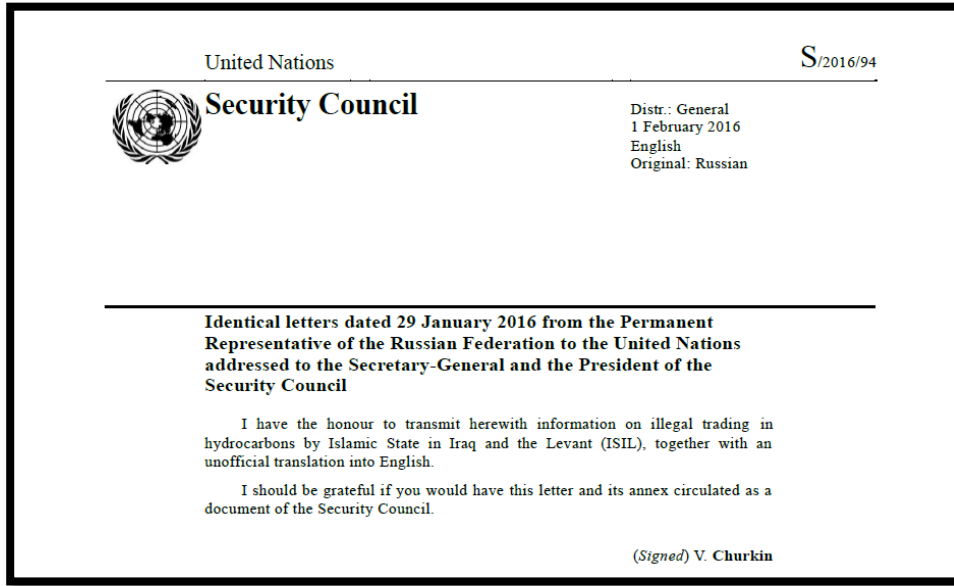 United Nations
S/2016/94
Security Council
Distr.: General
1 February 2016
English
Original: Russian
Identical letters dated 29 January 2016 from the Permanent
Representative of the Russian Federation to the United Nations
addressed to the Secretary-General and the President of the
Security Council
I have the honour to transmit herewith information on illegal trading in
hydrocarbons by Islamic State in Iraq and the Levant (ISIL), together with an
unofficial translation into English.
I should be grateful if you would have this letter and its annex circulated as a
document of the Security Council.
(Signed) V. Churkin